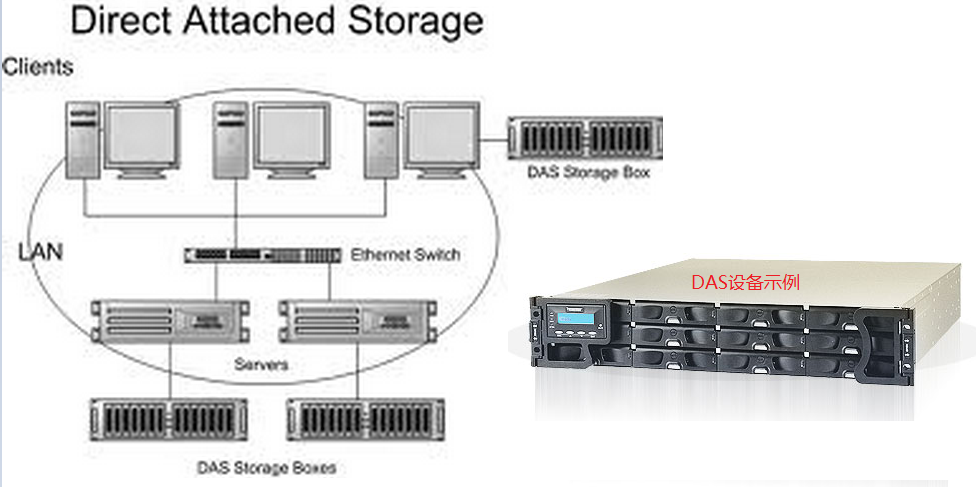 Direct Attached Storage
Clients
DAS Storage Box
LAN
Ethernet Switch
DAS设备示例
Servers
DAS Storage Boxes